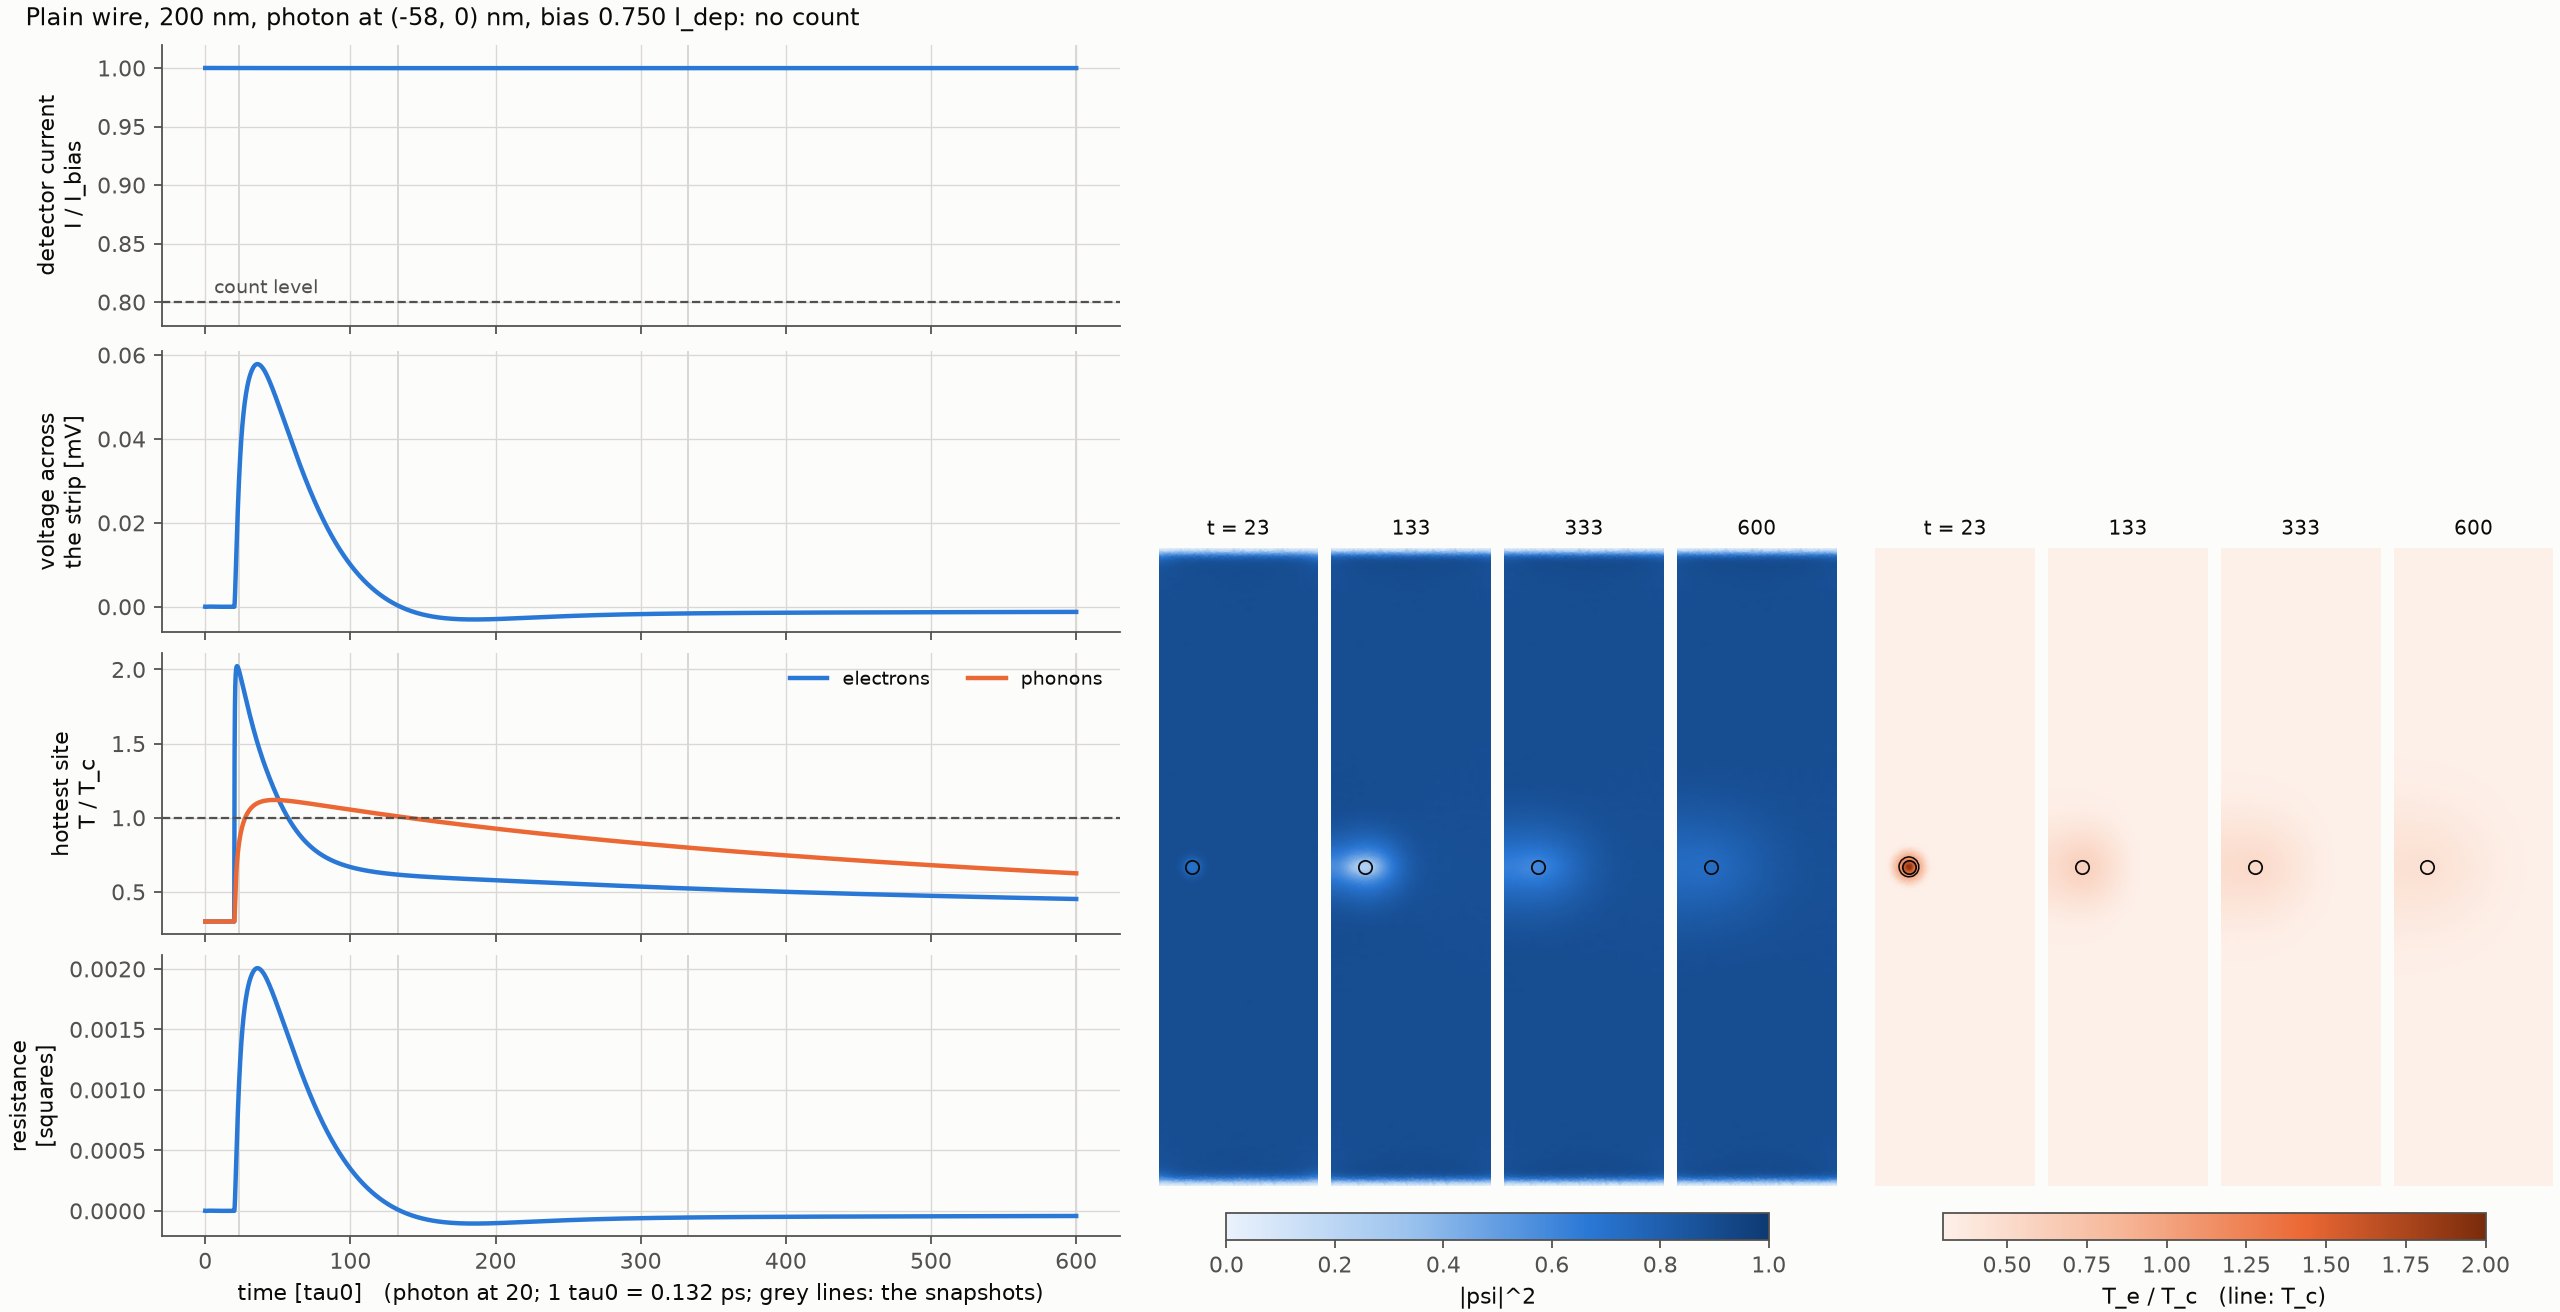 Plain wire, 200 nm, photon at (-58, 0) nm, bias 0.750 I_dep: no count
detector current
I / I_bias
1.00
0.95
0.90
0.85
0.80
count level
voltage across
the strip [mV]
0.06
0.04
0.02
0.00
hottest site
T / T_c
2.0
1.5
1.0
0.5
electrons
phonons
resistance
[squares]
0.0020
0.0015
0.0010
0.0005
0.0000
0 100 200 300 400 500 600
time [tau0]   (photon at 20; 1 tau0 = 0.132 ps; grey lines: the snapshots)
t = 23 133 333 600
0.0 0.2 0.4 0.6 0.8 1.0
|psi|^2
t = 23 133 333 600
0.50 0.75 1.00 1.25 1.50 1.75 2.00
T_e / T_c   (line: T_c)